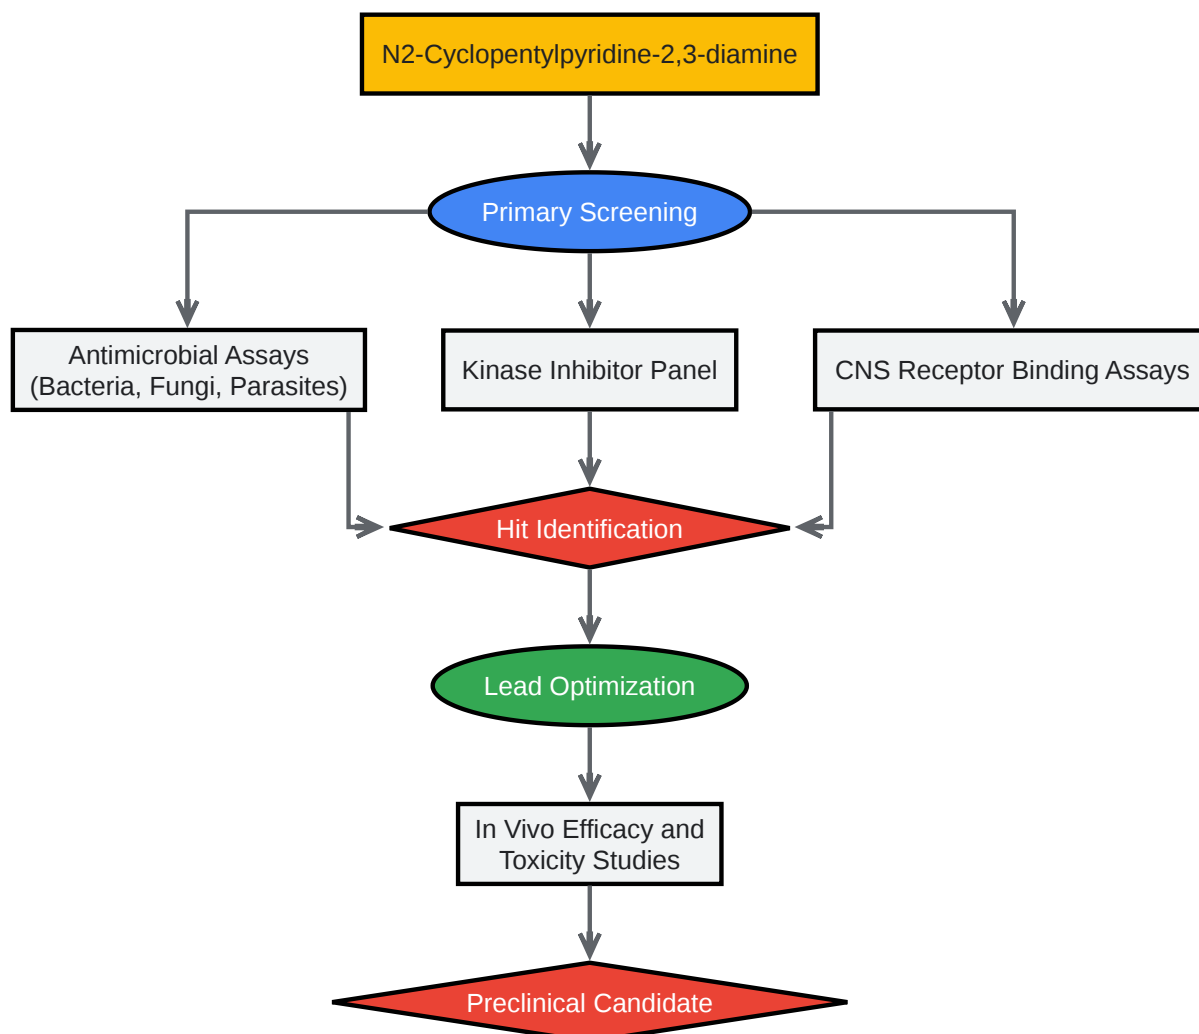 N2-Cyclopentylpyridine-2,3-diamine
Primary Screening
Antimicrobial Assays
(Bacteria, Fungi, Parasites)
Kinase Inhibitor Panel
CNS Receptor Binding Assays
Hit Identification
Lead Optimization
In Vivo Efficacy and
Toxicity Studies
Preclinical Candidate